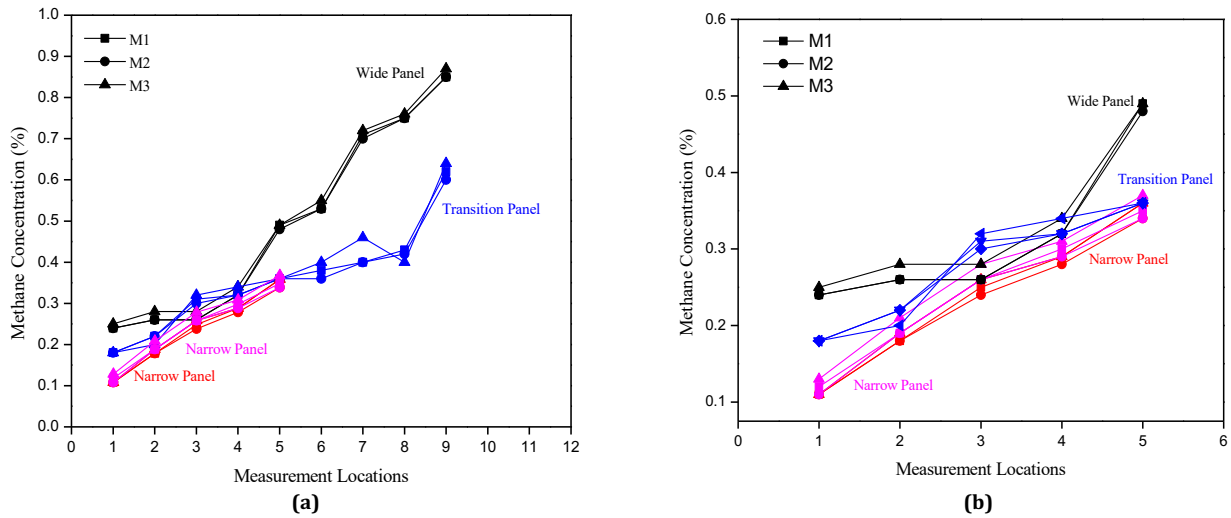 1.0
0.9
0.8
0.7
0.6
0.5
0.4
0.3
0.2
0.1
0.0
Methane Concentration (%)
M1
M2
M3
Wide Panel
Transition Panel
Narrow Panel
Narrow Panel
0 1 2 3 4 5 6 7 8 9 10 11 12
Measurement Locations
(a)
0.6
0.5
0.4
0.3
0.2
0.1
Methane Concentration (%)
M1
M2
M3
Wide Panel
Transition Panel
Narrow Panel
Narrow Panel
0 1 2 3 4 5 6
Measurement Locations
(b)